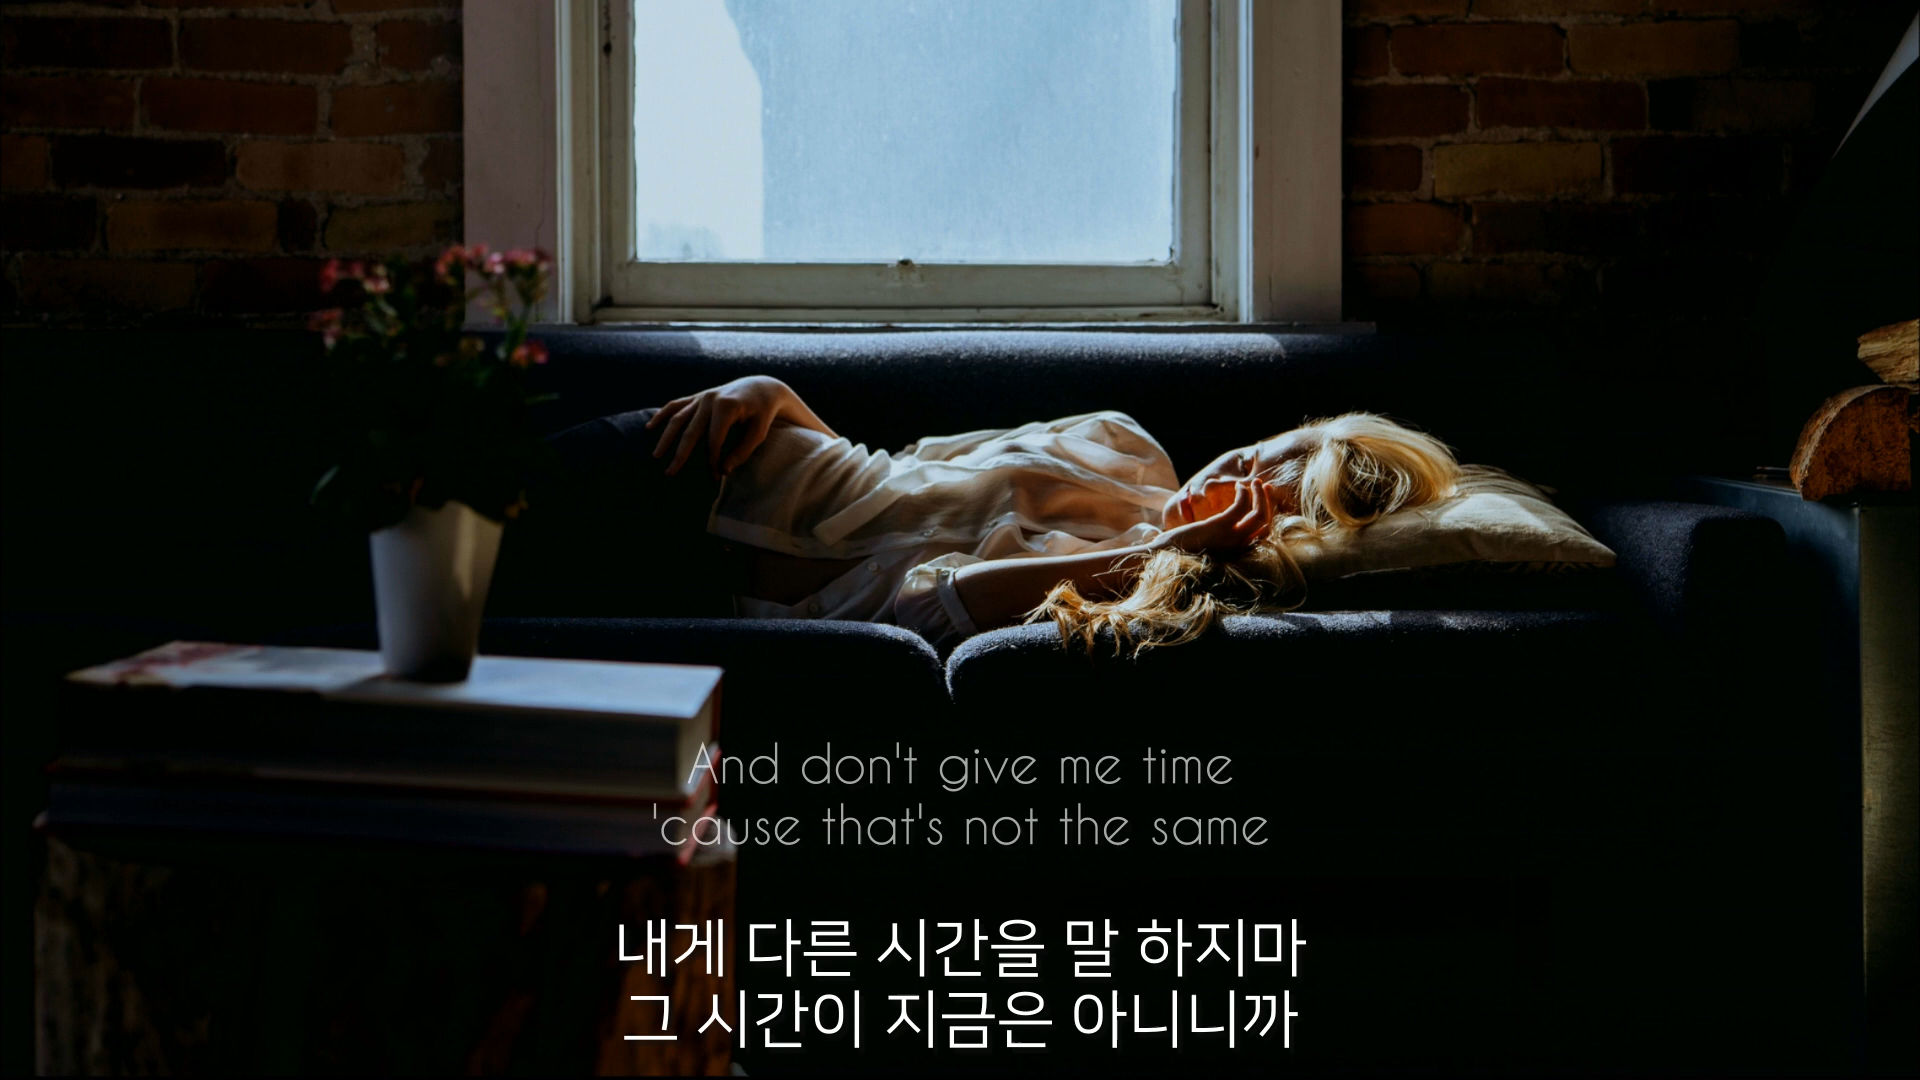 And don't give me time
'cause that's not the same
내게 다른 시간을 말 하지마
그 시간이 지금은 아니니까